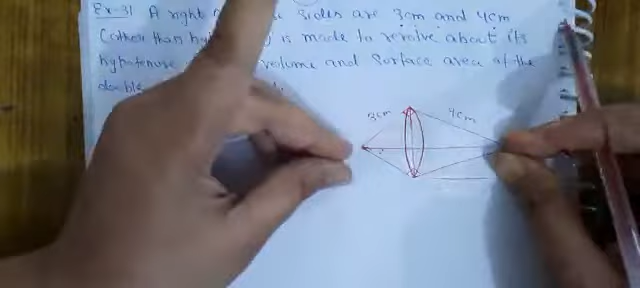 Ex-31 A right sides are 3cm and 4cm
(other than hy is made to revolve about its
hypotenuse volume and surface area of the
doub
3cm 4cm